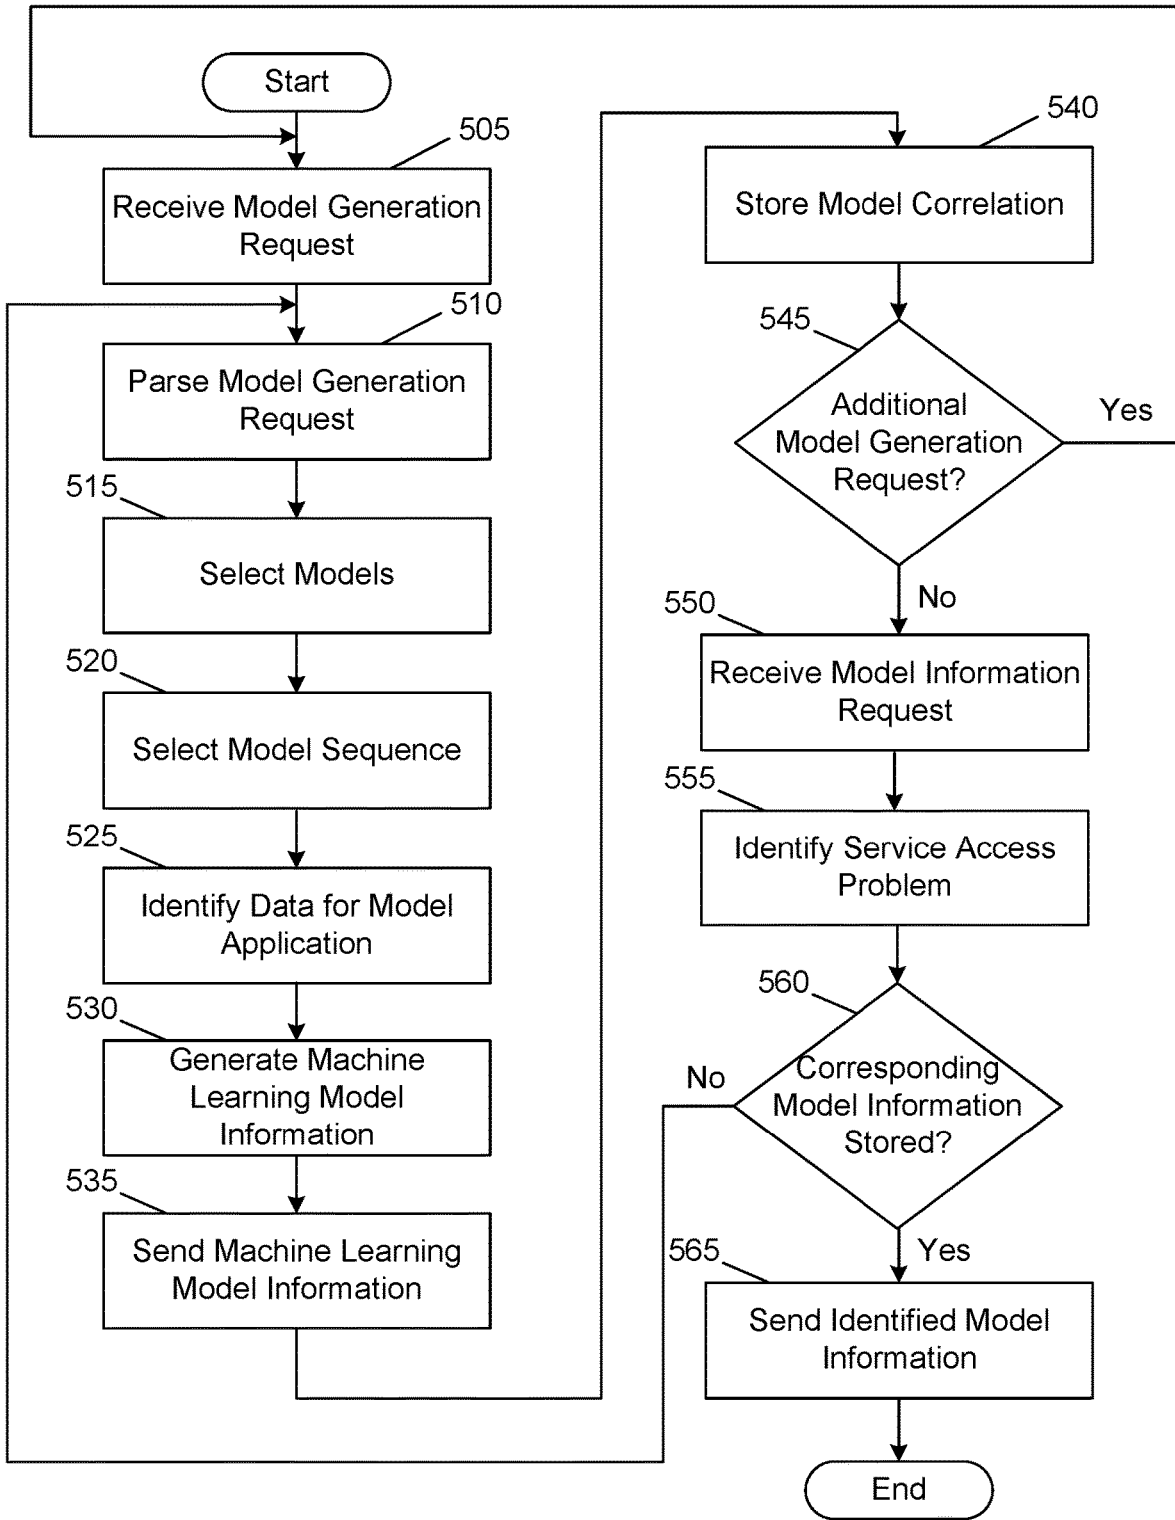 Start
505
Receive Model Generation
Request
510
Parse Model Generation
Request
515
Select Models
520
Select Model Sequence
525
Identify Data for Model
Application
530
Generate Machine
Learning Model
Information
535
Send Machine Learning
Model Information
540
Store Model Correlation
545
Additional
Model Generation
Request?
Yes
No
550
Receive Model Information
Request
555
Identify Service Access
Problem
560
Corresponding
Model Information
Stored?
No
Yes
565
Send Identified Model
Information
End